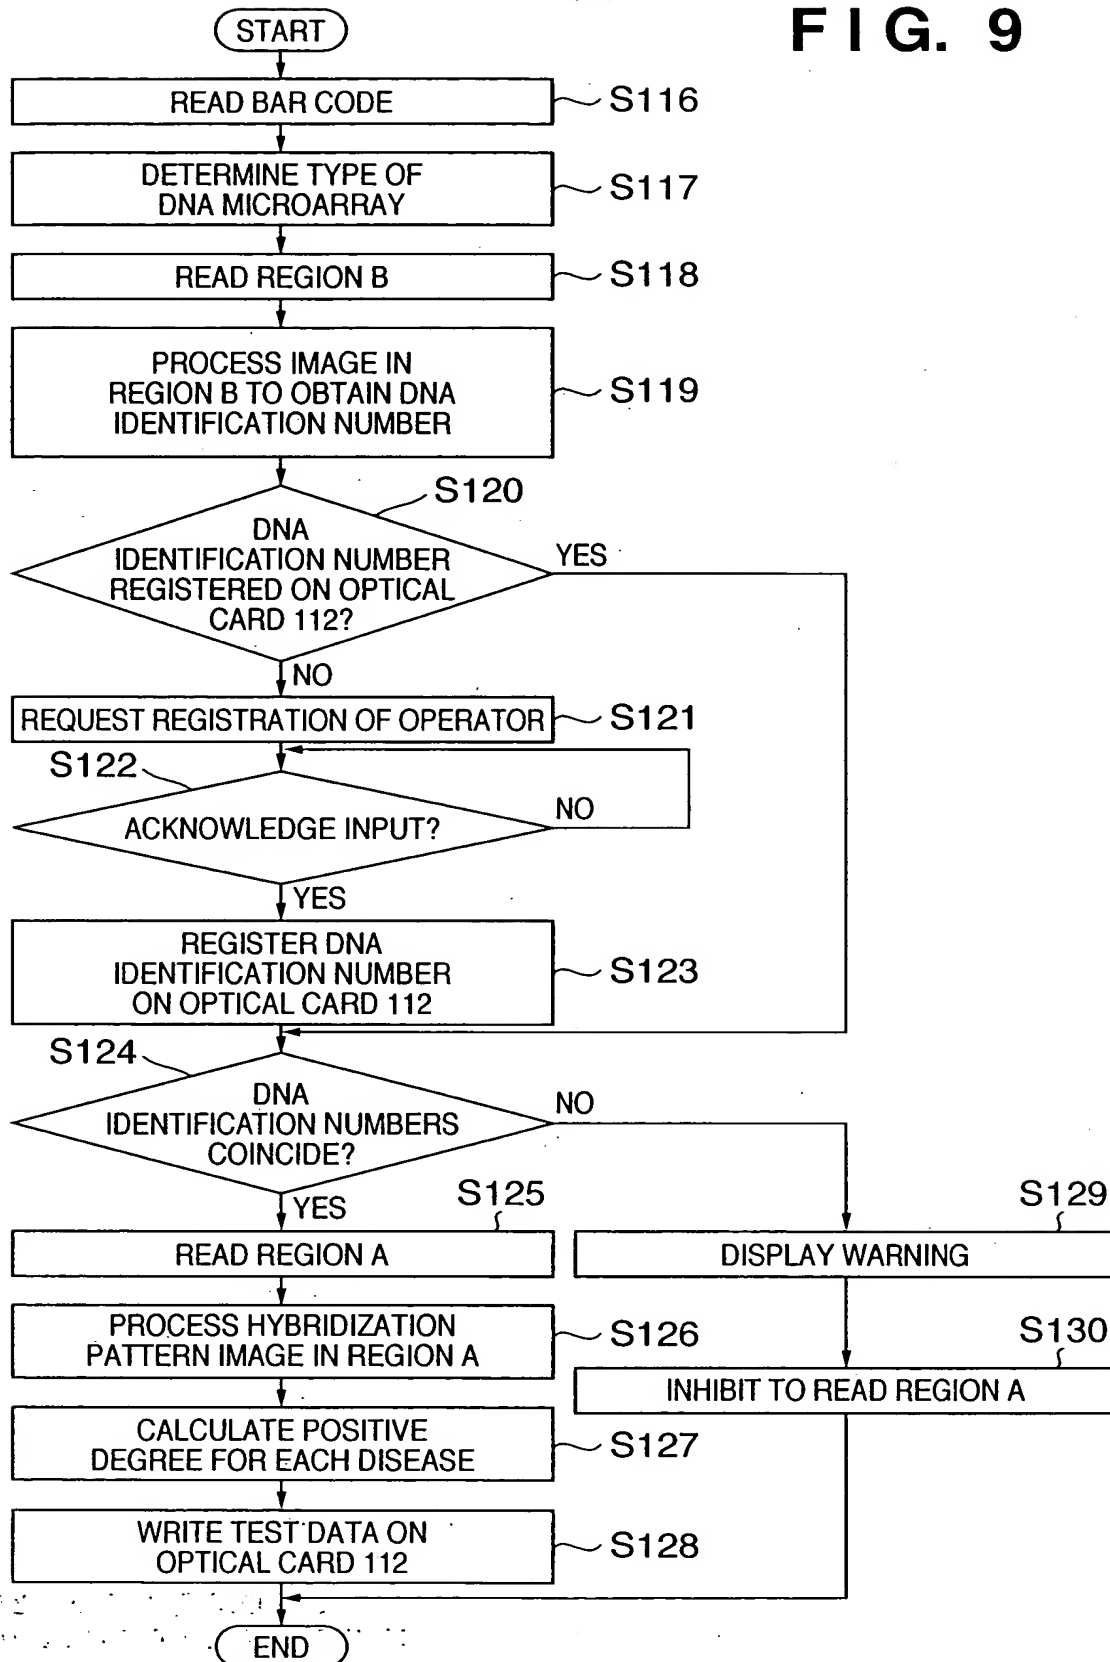 FIG. 9
START
READ BAR CODE
S116
DETERMINE TYPE OF
DNA MICROARRAY
S117
READ REGION B
S118
PROCESS IMAGE IN
REGION B TO OBTAIN DNA
IDENTIFICATION NUMBER
S119
S120
DNA
IDENTIFICATION NUMBER
REGISTERED ON OPTICAL
CARD 112?
YES
NO
REQUEST REGISTRATION OF OPERATOR
S121
S122
ACKNOWLEDGE INPUT?
NO
YES
REGISTER DNA
IDENTIFICATION NUMBER
ON OPTICAL CARD 112
S123
S124
DNA
IDENTIFICATION NUMBERS
COINCIDE?
NO
YES
S125
READ REGION A
S129
DISPLAY WARNING
PROCESS HYBRIDIZATION
PATTERN IMAGE IN REGION A
S126
S130
INHIBIT TO READ REGION A
CALCULATE POSITIVE
DEGREE FOR EACH DISEASE
S127
WRITE TEST DATA ON
OPTICAL CARD 112
S128
END